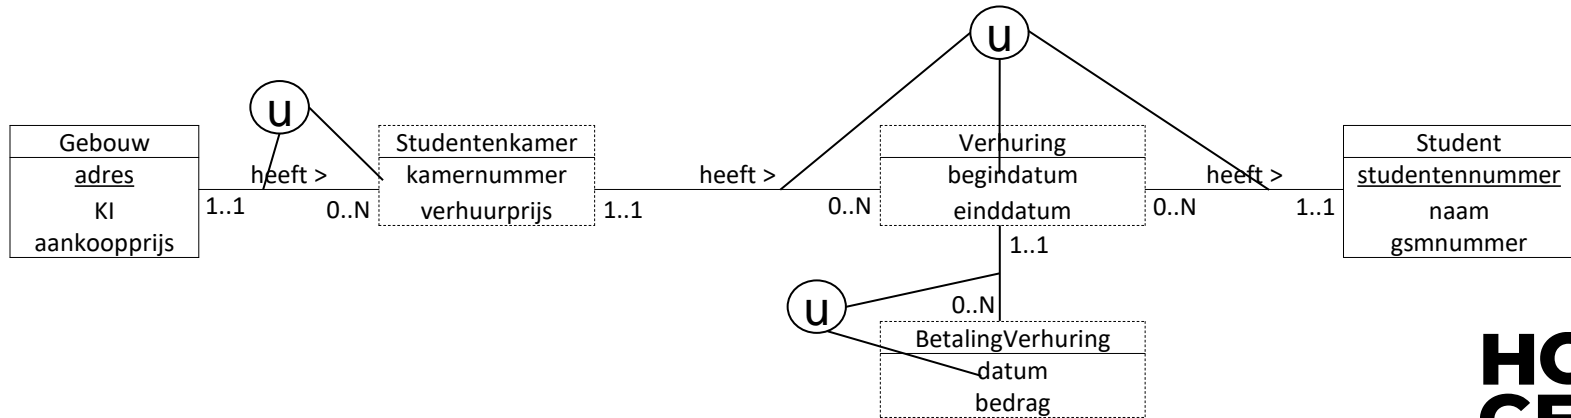 u
u
Gebouw
adres
KI
aankoopprijs
heeft >
1..1
0..N
Studentenkamer
kamernummer
verhuurprijs
heeft >
1..1
0..N
Verhuring
begindatum
einddatum
heeft >
0..N
1..1
Student
studentennummer
naam
gsmnummer
1..1
u
0..N
BetalingVerhuring
datum
bedrag